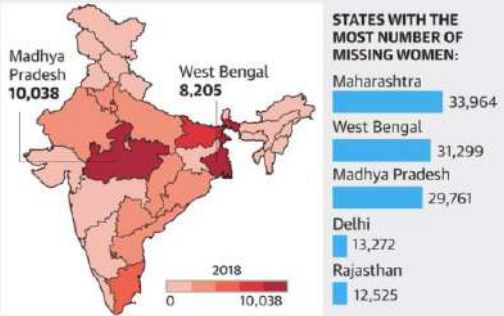 Madhya
Pradesh
10,038
West Bengal
8,205
2018
0
10,038
STATES WITH THE
MOST NUMBER OF
MISSING WOMEN:
Maharashtra
33,964
West Bengal
31,299
Madhya Pradesh
29,761
Delhi
13,272
Rajasthan
12,525